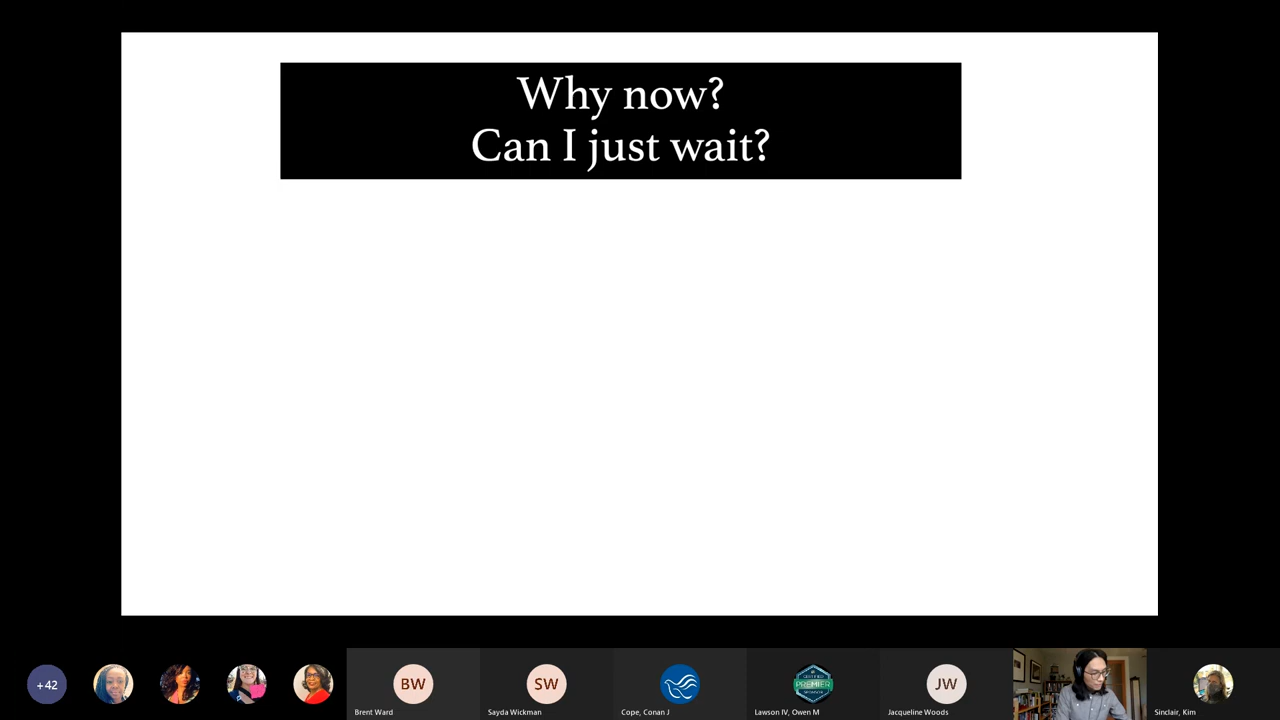 Why now?
Can I just wait?
+42
BW
Brent Ward
SW
Sayda Wickman
Cope, Conan J
PREMIER
Lawson IV, Owen M
JW
Jacqueline Woods
Sinclair, Kim